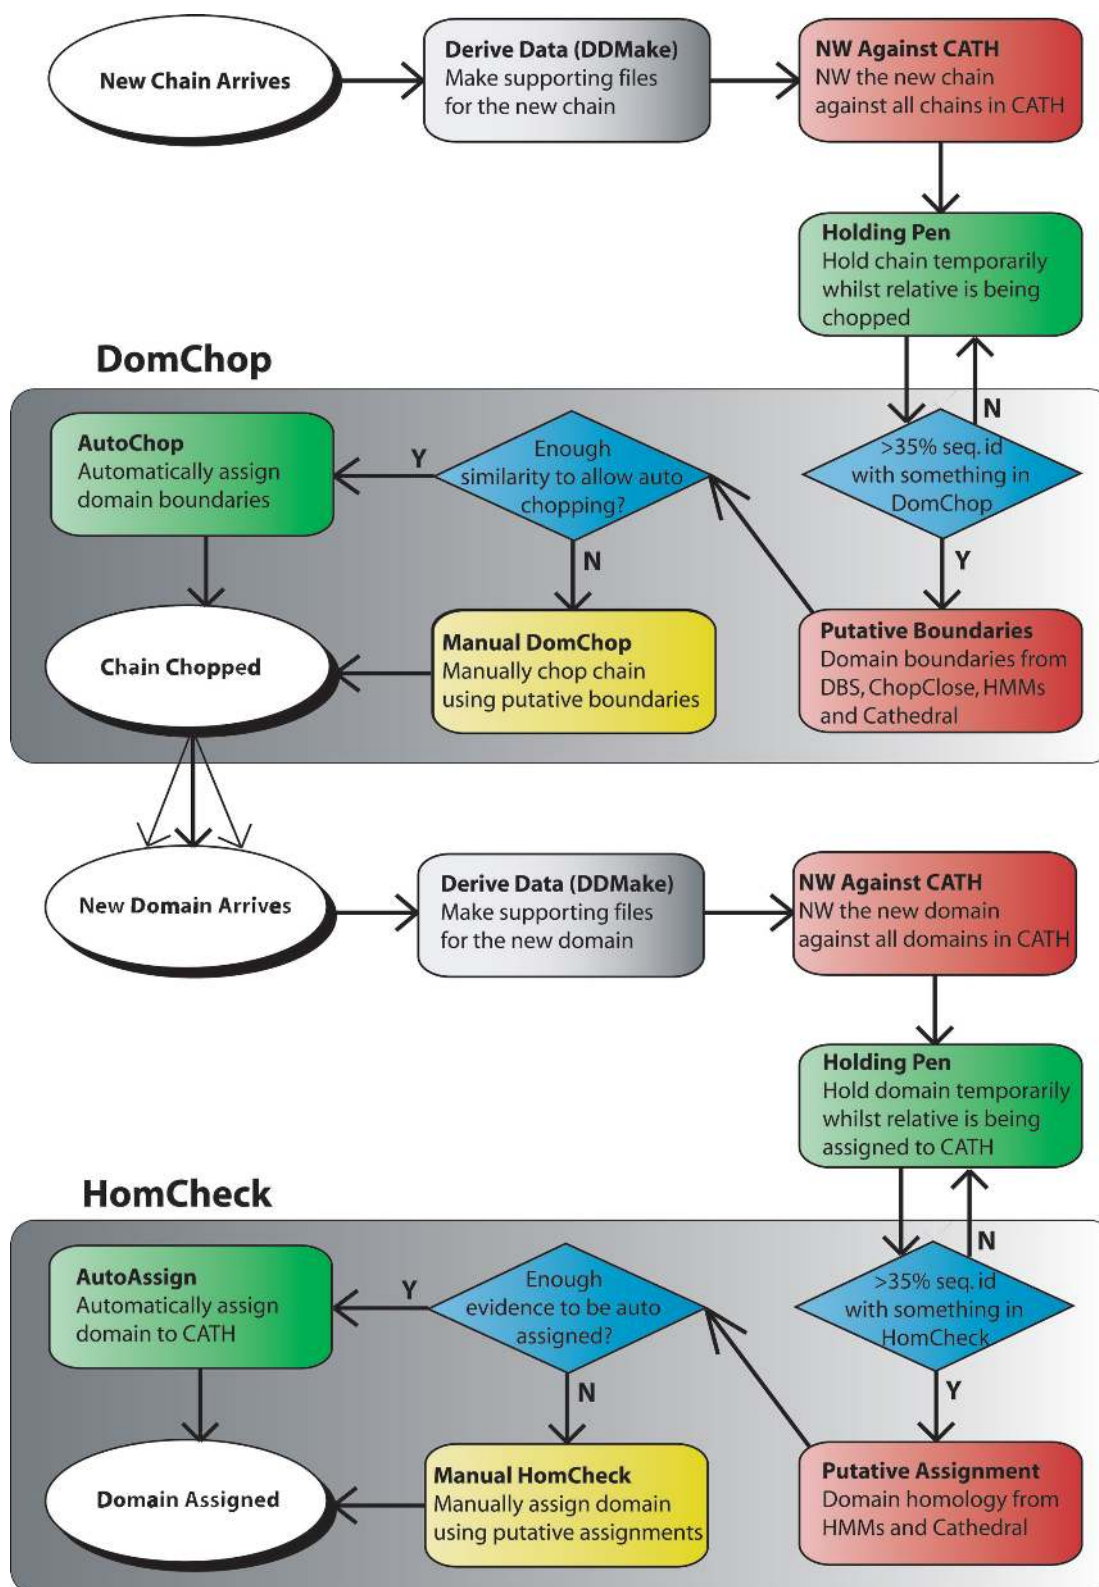 New Chain Arrives
Derive Data (DDMake)
Make supporting files
for the new chain
NW Against CATH
NW the new chain
against all chains in CATH
Holding Pen
Hold chain temporarily
whilst relative is being
chopped
DomChop
N
>35% seq. id
with something in
DomChop
Y
Putative Boundaries
Domain boundaries from
DBS, ChopClose, HMMs
and Cathedral
Enough
similarity to allow auto
chopping?
Y
N
AutoChop
Automatically assign
domain boundaries
Manual DomChop
Manually chop chain
using putative boundaries
Chain Chopped
New Domain Arrives
Derive Data (DDMake)
Make supporting files
for the new domain
NW Against CATH
NW the new domain
against all domains in CATH
Holding Pen
Hold domain temporarily
whilst relative is being
assigned to CATH
HomCheck
N
>35% seq. id
with something in
HomCheck
Y
Putative Assignment
Domain homology from
HMMs and Cathedral
Enough
evidence to be auto
assigned?
Y
N
AutoAssign
Automatically assign
domain to CATH
Manual HomCheck
Manually assign domain
using putative assignments
Domain Assigned